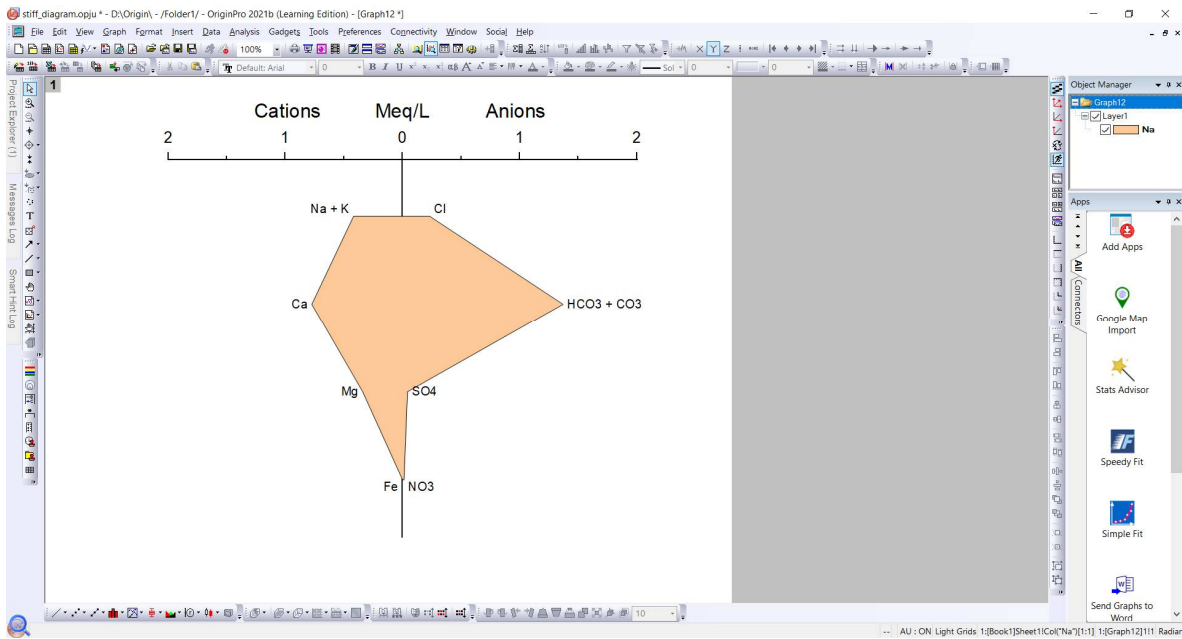 stiff_diagram.opju * - D:\Origin\ - /Folder1/ - OriginPro 2021b (Learning Edition) - [Graph12 *]
File Edit View Graph Format Insert Data Analysis Gadgets Tools Preferences Connectivity Window Social Help
100%
X Y Z
Default: Arial 0 B I U αβ A A Sol 0 0
Project Explorer (1)
Messages Log
Smart Hint Log
1
Cations Meq/L Anions
2 1 0 1 2
Na + K Cl
Ca HCO3 + CO3
Mg SO4
Fe NO3
Object Manager
Graph12
Layer1
Na
Apps
All
Connectors
Add Apps
Google Map
Import
Stats Advisor
Speedy Fit
Simple Fit
Send Graphs to
Word
10
-- AU : ON Light Grids 1:[Book1]Sheet1!Col("Na")[1:1] 1:[Graph12]1!1 Radian